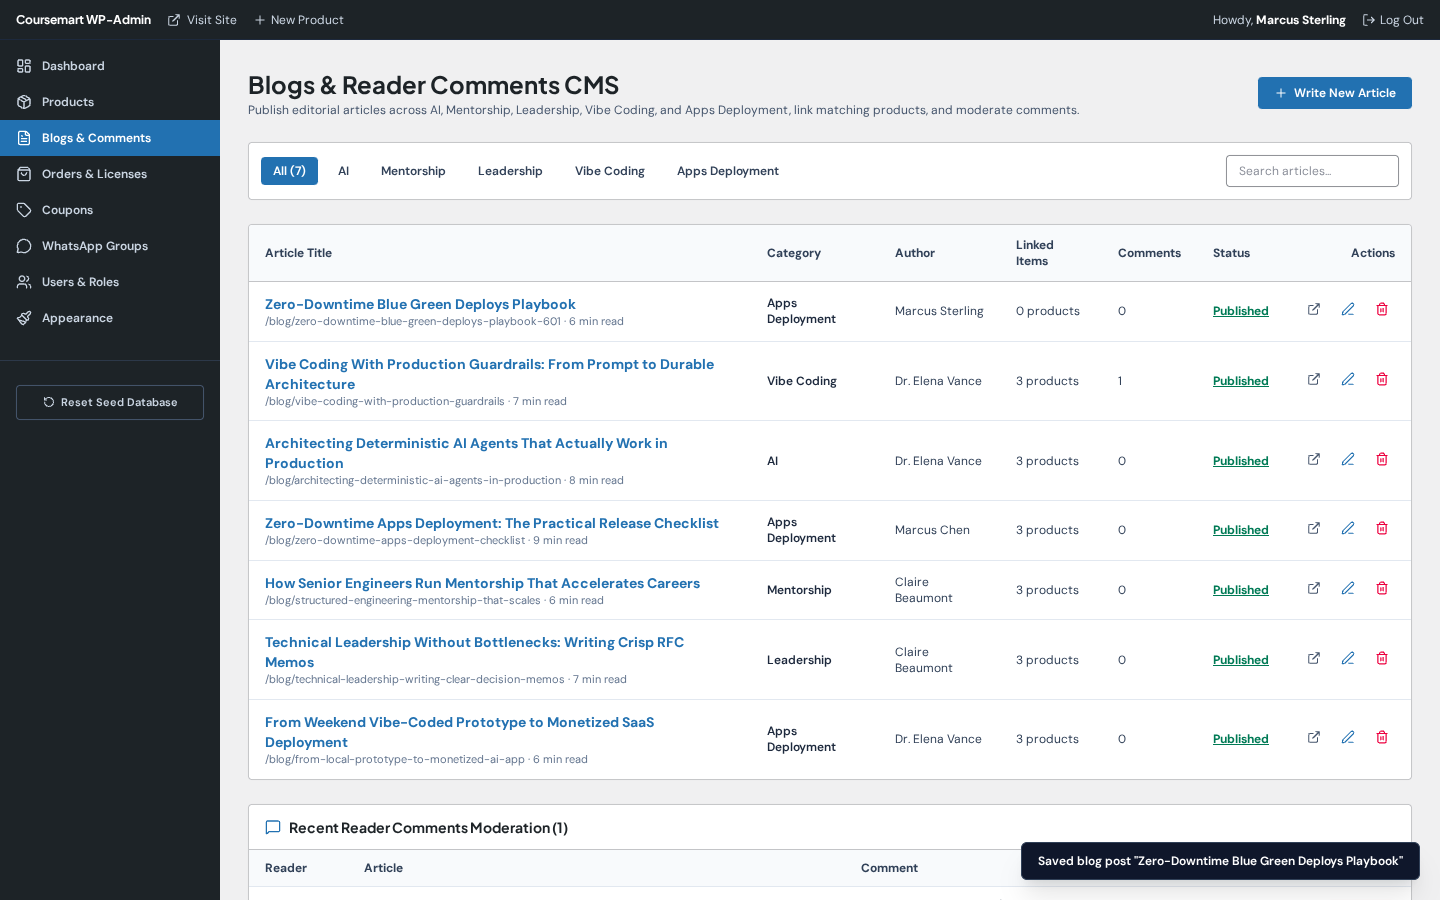 Coursemart WP-Admin
Visit Site
New Product
Howdy, Marcus Sterling
Log Out
Dashboard
Products
Blogs & Comments
Orders & Licenses
Coupons
WhatsApp Groups
Users & Roles
Appearance
Reset Seed Database
Blogs & Reader Comments CMS
Publish editorial articles across AI, Mentorship, Leadership, Vibe Coding, and Apps Deployment, link matching products, and moderate comments.
Write New Article
All (7)
AI
Mentorship
Leadership
Vibe Coding
Apps Deployment
Search articles...
Article Title
Category
Author
Linked
Items
Comments
Status
Actions
Zero-Downtime Blue Green Deploys Playbook
/blog/zero-downtime-blue-green-deploys-playbook-601 · 6 min read
Apps
Deployment
Marcus Sterling
0 products
0
Published
Vibe Coding With Production Guardrails: From Prompt to Durable
Architecture
/blog/vibe-coding-with-production-guardrails · 7 min read
Vibe Coding
Dr. Elena Vance
3 products
1
Published
Architecting Deterministic AI Agents That Actually Work in
Production
/blog/architecting-deterministic-ai-agents-in-production · 8 min read
AI
Dr. Elena Vance
3 products
0
Published
Zero-Downtime Apps Deployment: The Practical Release Checklist
/blog/zero-downtime-apps-deployment-checklist · 9 min read
Apps
Deployment
Marcus Chen
3 products
0
Published
How Senior Engineers Run Mentorship That Accelerates Careers
/blog/structured-engineering-mentorship-that-scales · 6 min read
Mentorship
Claire
Beaumont
3 products
0
Published
Technical Leadership Without Bottlenecks: Writing Crisp RFC
Memos
/blog/technical-leadership-writing-clear-decision-memos · 7 min read
Leadership
Claire
Beaumont
3 products
0
Published
From Weekend Vibe-Coded Prototype to Monetized SaaS
Deployment
/blog/from-local-prototype-to-monetized-ai-app · 6 min read
Apps
Deployment
Dr. Elena Vance
3 products
0
Published
Recent Reader Comments Moderation (1)
Reader
Article
Comment
Saved blog post "Zero-Downtime Blue Green Deploys Playbook"